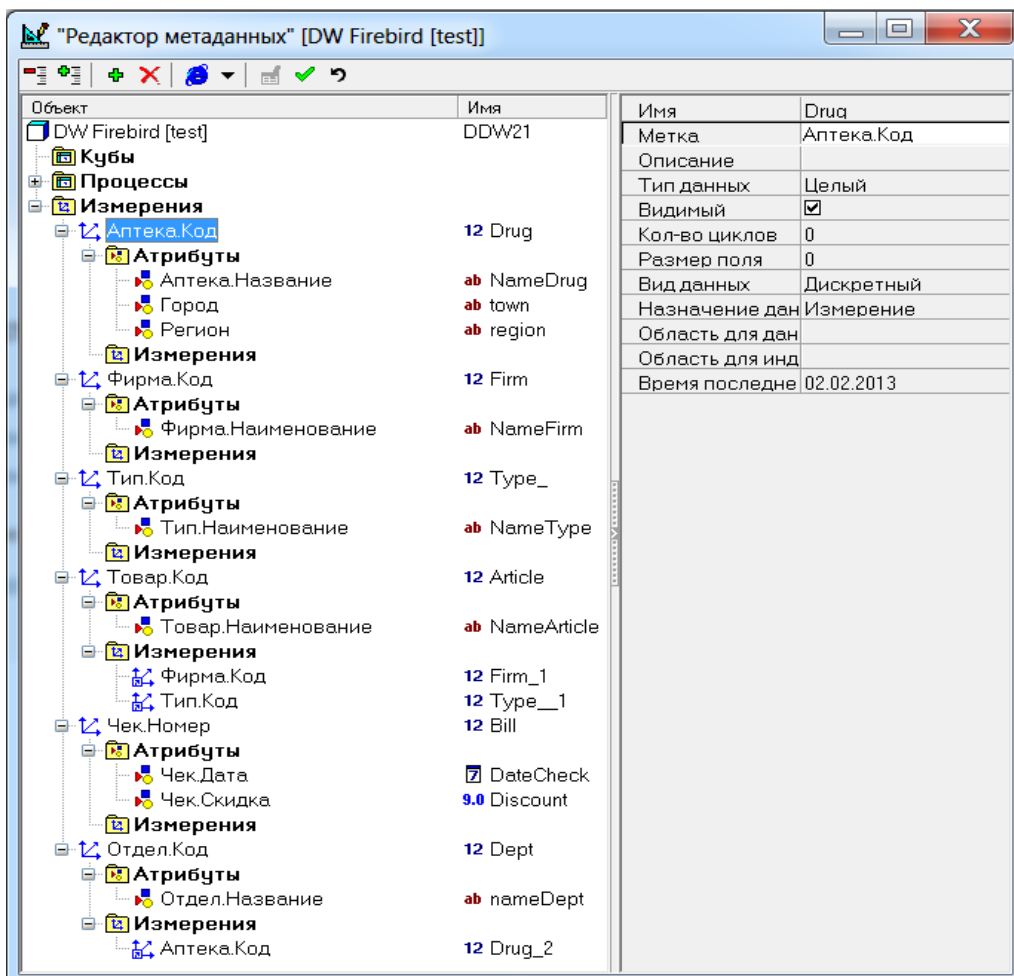 "Редактор метаданных" [DW Firebird [test]]
Объект Имя
DW Firebird [test] DDW21
Кубы
Процессы
Измерения
Аптека.Код 12 Drug
Атрибуты
Аптека.Название ab NameDrug
Город ab town
Регион ab region
Измерения
Фирма.Код 12 Firm
Атрибуты
Фирма.Наименование ab NameFirm
Измерения
Тип.Код 12 Type_
Атрибуты
Тип.Наименование ab NameType
Измерения
Товар.Код 12 Article
Атрибуты
Товар.Наименование ab NameArticle
Измерения
Фирма.Код 12 Firm_1
Тип.Код 12 Type__1
Чек.Номер 12 Bill
Атрибуты
Чек.Дата 7 DateCheck
Чек.Скидка 9.0 Discount
Измерения
Отдел.Код 12 Dept
Атрибуты
Отдел.Название ab nameDept
Измерения
Аптека.Код 12 Drug_2
Имя Drug
Метка Аптека.Код
Описание
Тип данных Целый
Видимый
Кол-во циклов 0
Размер поля 0
Вид данных Дискретный
Назначение дан Измерение
Область для дан
Область для инд
Время последне 02.02.2013